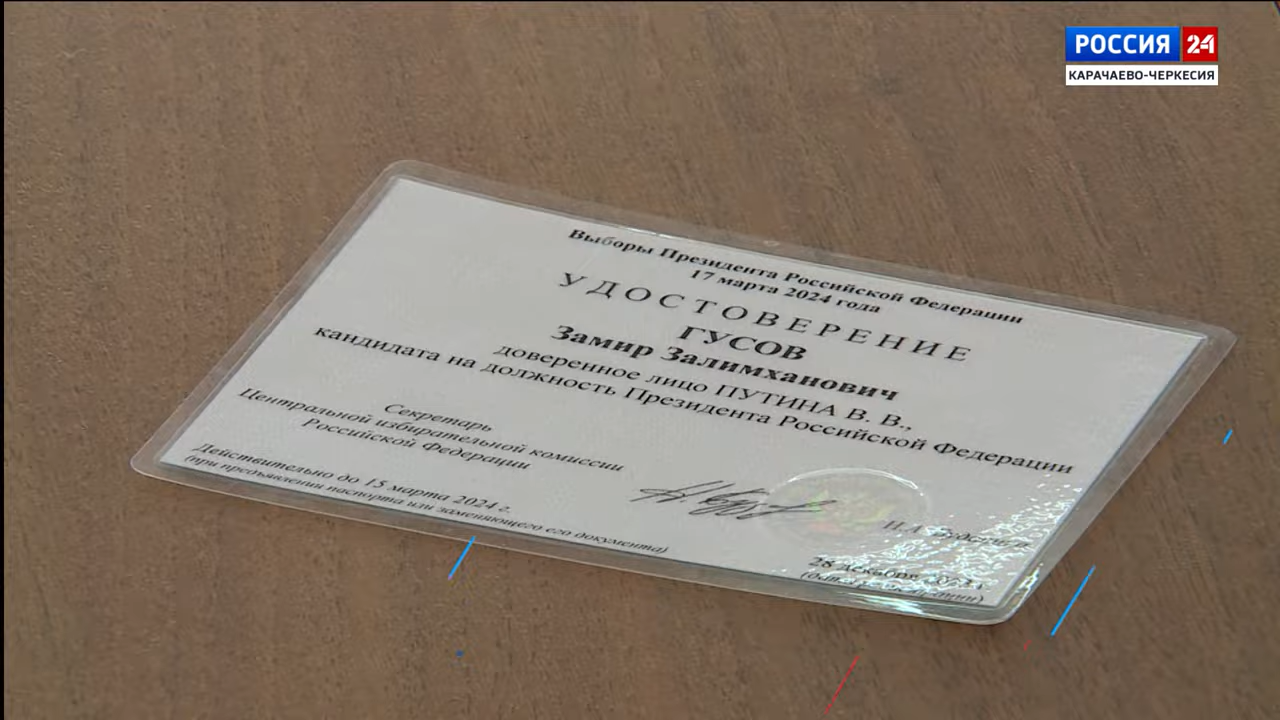 РОССИЯ 24
КАРАЧАЕВО-ЧЕРКЕСИЯ
Выборы Президента Российской Федерации
17 марта 2024 года
УДОСТОВЕРЕНИЕ
ГУСОВ
Замир Залимханович
доверенное лицо ПУТИНА В. В.,
кандидата на должность Президента Российской Федерации
Секретарь
Центральной избирательной комиссии
Российской Федерации
Действительно до 15 марта 2024 г.
(при предъявлении паспорта или заменяющего его документа)
28 декабря